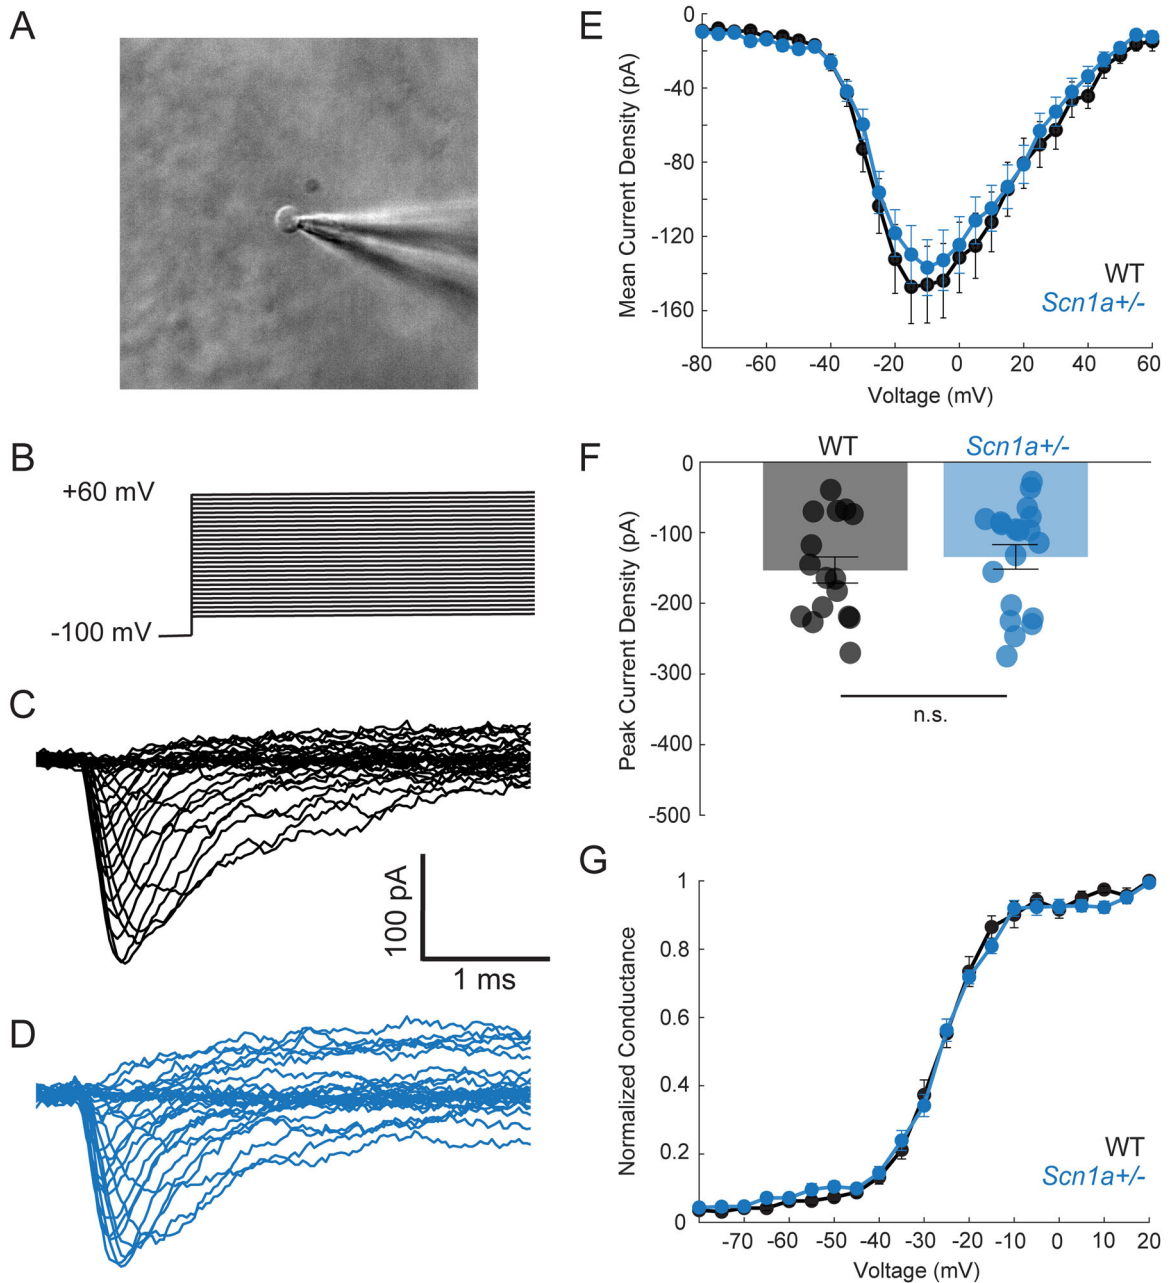 A
B
+60 mV
-100 mV
C
100 pA
1 ms
D
E
0
-40
-80
-120
-160
Mean Current Density (pA)
-80 -60 -40 -20 0 20 40 60
Voltage (mV)
WT
Scn1a+/-
F
WT Scn1a+/-
0
-100
-200
-300
-400
-500
Peak Current Density (pA)
n.s.
G
1
0.8
0.6
0.4
0.2
0
Normalized Conductance
-70 -60 -50 -40 -30 -20 -10 0 10 20
Voltage (mV)
WT
Scn1a+/-